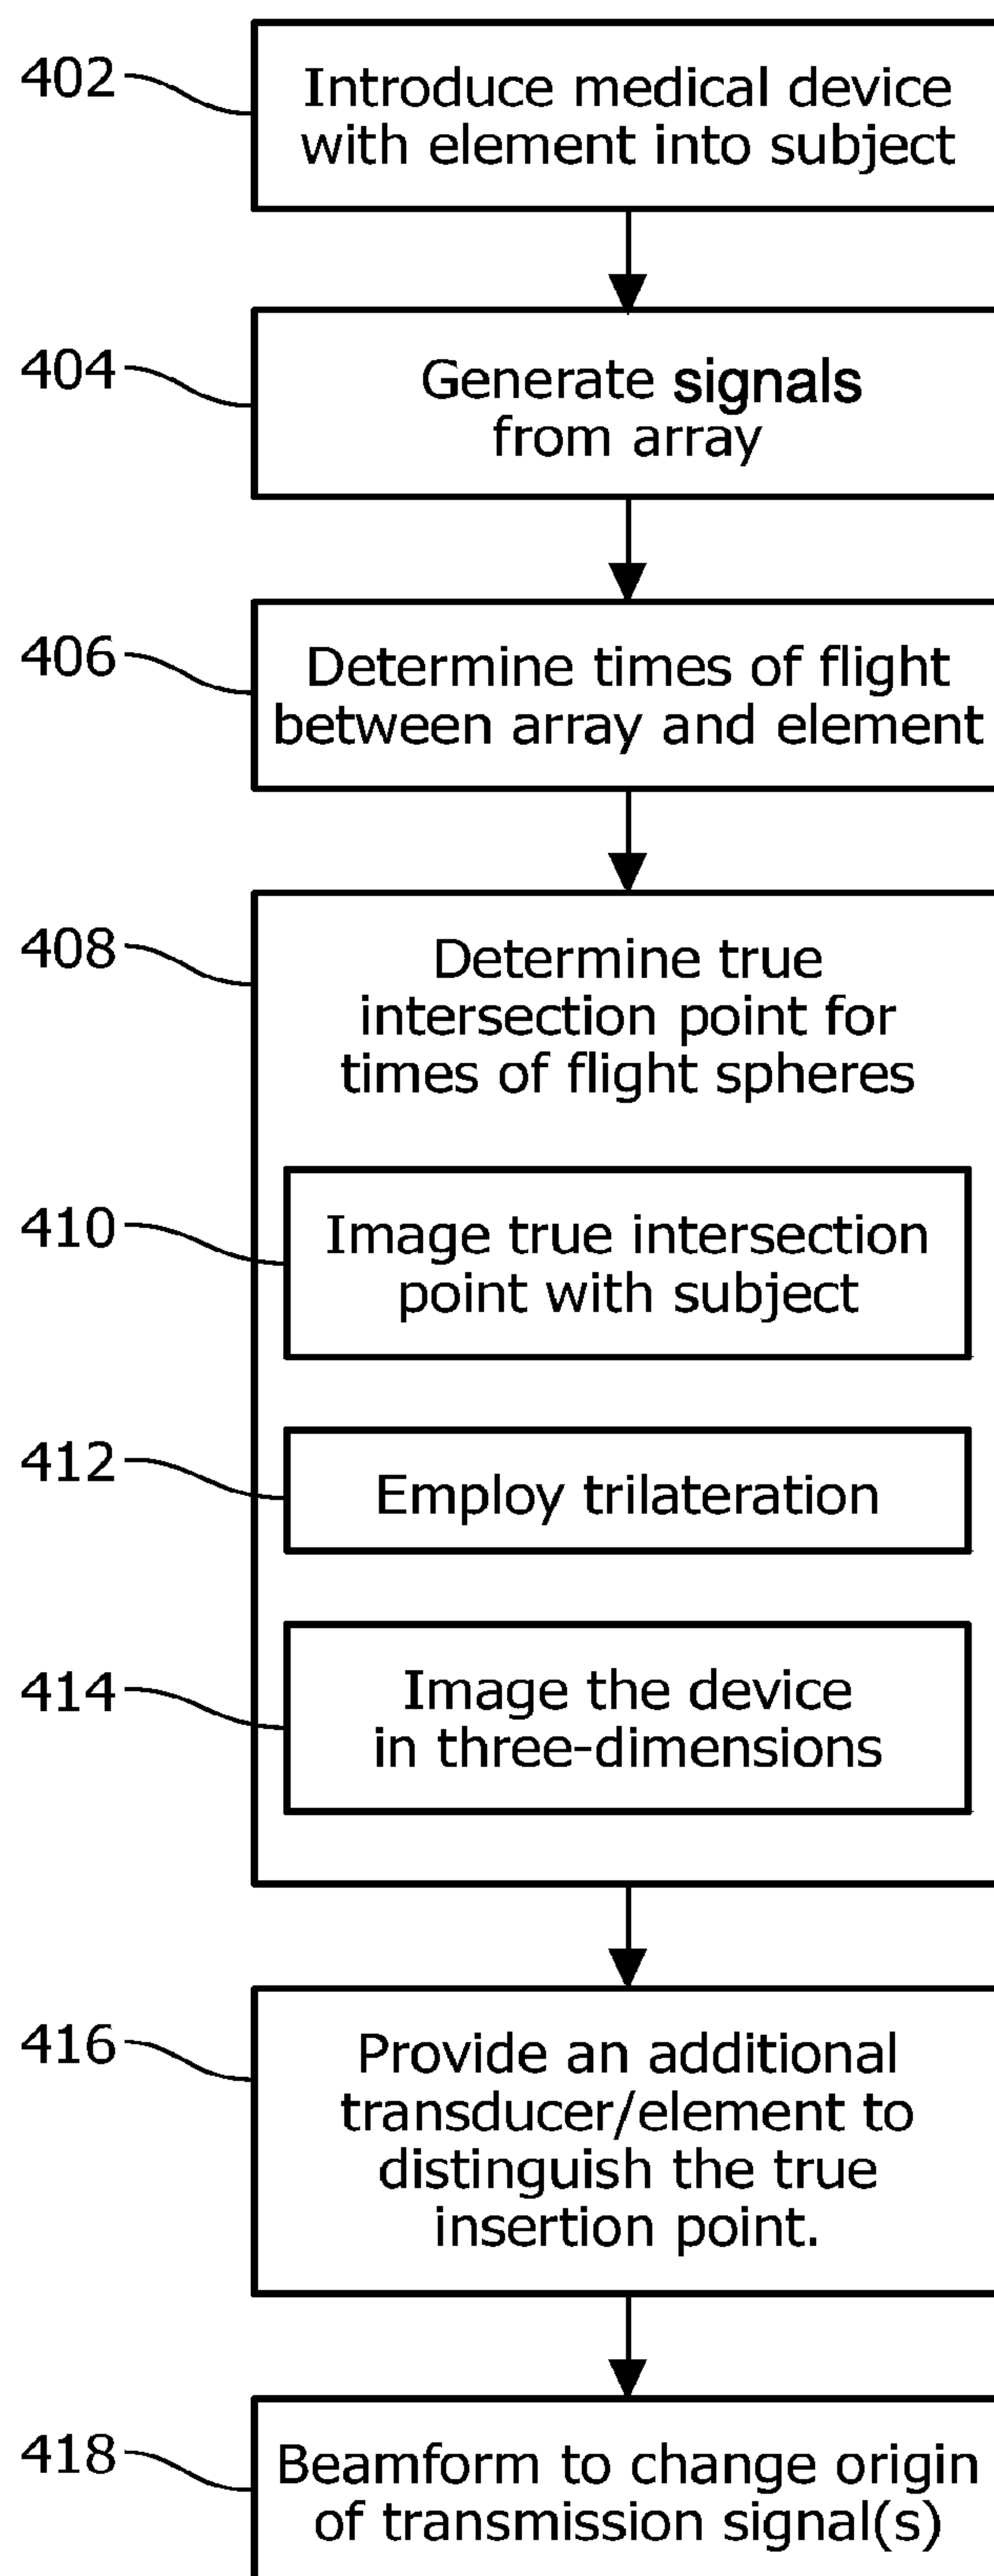 402
Introduce medical device
with element into subject
404
Generate signals
from array
406
Determine times of flight
between array and element
408
Determine true
intersection point for
times of flight spheres
410
Image true intersection
point with subject
412
Employ trilateration
414
Image the device
in three-dimensions
416
Provide an additional
transducer/element to
distinguish the true
insertion point.
418
Beamform to change origin
of transmission signal(s)